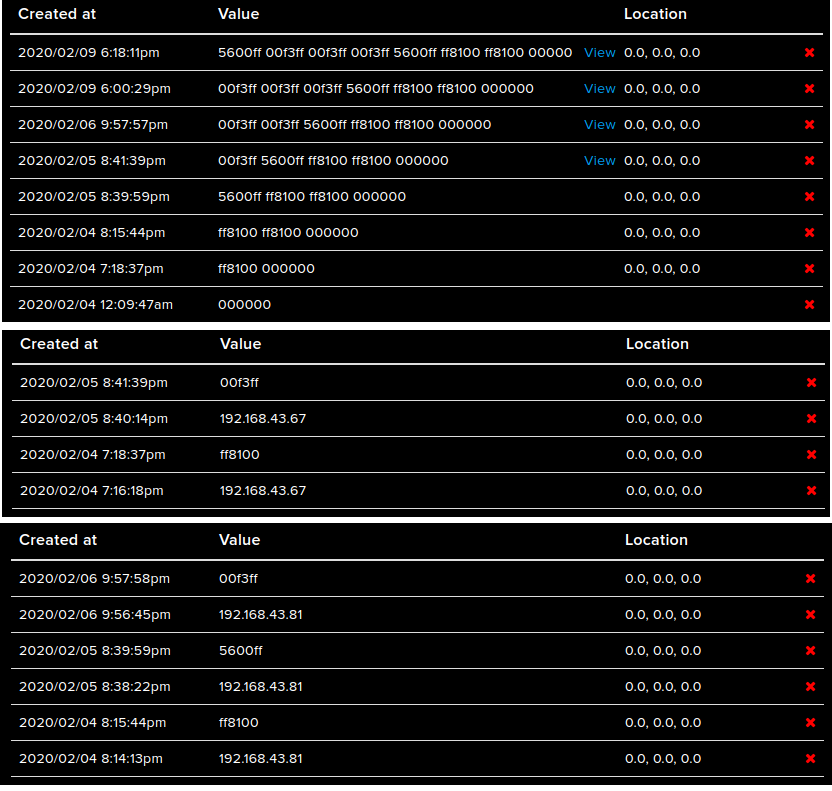 Created at Value Location
2020/02/09 6:18:11pm 5600ff 00f3ff 00f3ff 00f3ff 5600ff ff8100 ff8100 00000 View 0.0, 0.0, 0.0
2020/02/09 6:00:29pm 00f3ff 00f3ff 00f3ff 5600ff ff8100 ff8100 000000 View 0.0, 0.0, 0.0
2020/02/06 9:57:57pm 00f3ff 00f3ff 5600ff ff8100 ff8100 000000 View 0.0, 0.0, 0.0
2020/02/05 8:41:39pm 00f3ff 5600ff ff8100 ff8100 000000 View 0.0, 0.0, 0.0
2020/02/05 8:39:59pm 5600ff ff8100 ff8100 000000 0.0, 0.0, 0.0
2020/02/04 8:15:44pm ff8100 ff8100 000000 0.0, 0.0, 0.0
2020/02/04 7:18:37pm ff8100 000000 0.0, 0.0, 0.0
2020/02/04 12:09:47am 000000
Created at Value Location
2020/02/05 8:41:39pm 00f3ff 0.0, 0.0, 0.0
2020/02/05 8:40:14pm 192.168.43.67 0.0, 0.0, 0.0
2020/02/04 7:18:37pm ff8100 0.0, 0.0, 0.0
2020/02/04 7:16:18pm 192.168.43.67 0.0, 0.0, 0.0
Created at Value Location
2020/02/06 9:57:58pm 00f3ff 0.0, 0.0, 0.0
2020/02/06 9:56:45pm 192.168.43.81 0.0, 0.0, 0.0
2020/02/05 8:39:59pm 5600ff 0.0, 0.0, 0.0
2020/02/05 8:38:22pm 192.168.43.81 0.0, 0.0, 0.0
2020/02/04 8:15:44pm ff8100 0.0, 0.0, 0.0
2020/02/04 8:14:13pm 192.168.43.81 0.0, 0.0, 0.0